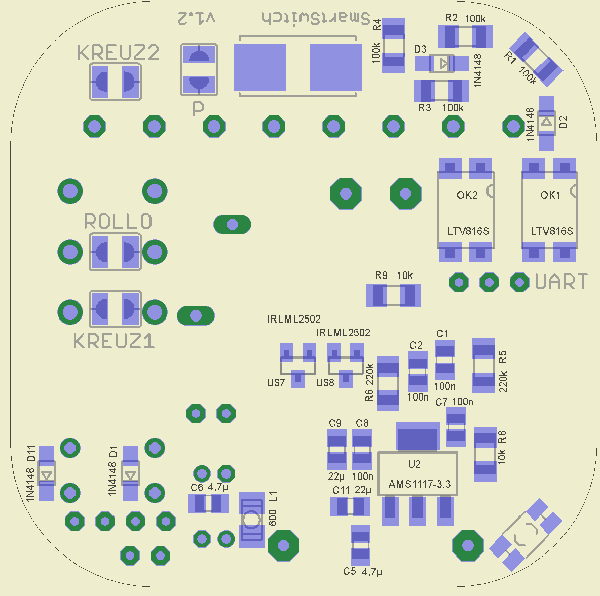 v1.2
SmartSwitch
R4
100k
R2 100k
KREUZ2
D3
1N4148
R1 100k
P
R3 100k
1N4148
D2
OK2
LTV816S
OK1
LTV816S
ROLLO
R9 10k
UART
KREUZ1
IRLML2502
IRLML2502
US7
US8
R6 220k
C2
100n
C1
100n
R5
220k
C7 100n
C9
22µ
C8
100n
R8
10k
U2
AMS1117-3.3
1N4148 D11
1N4148 D1
C6 4,7µ
L1
600
C11 22µ
C5 4,7µ